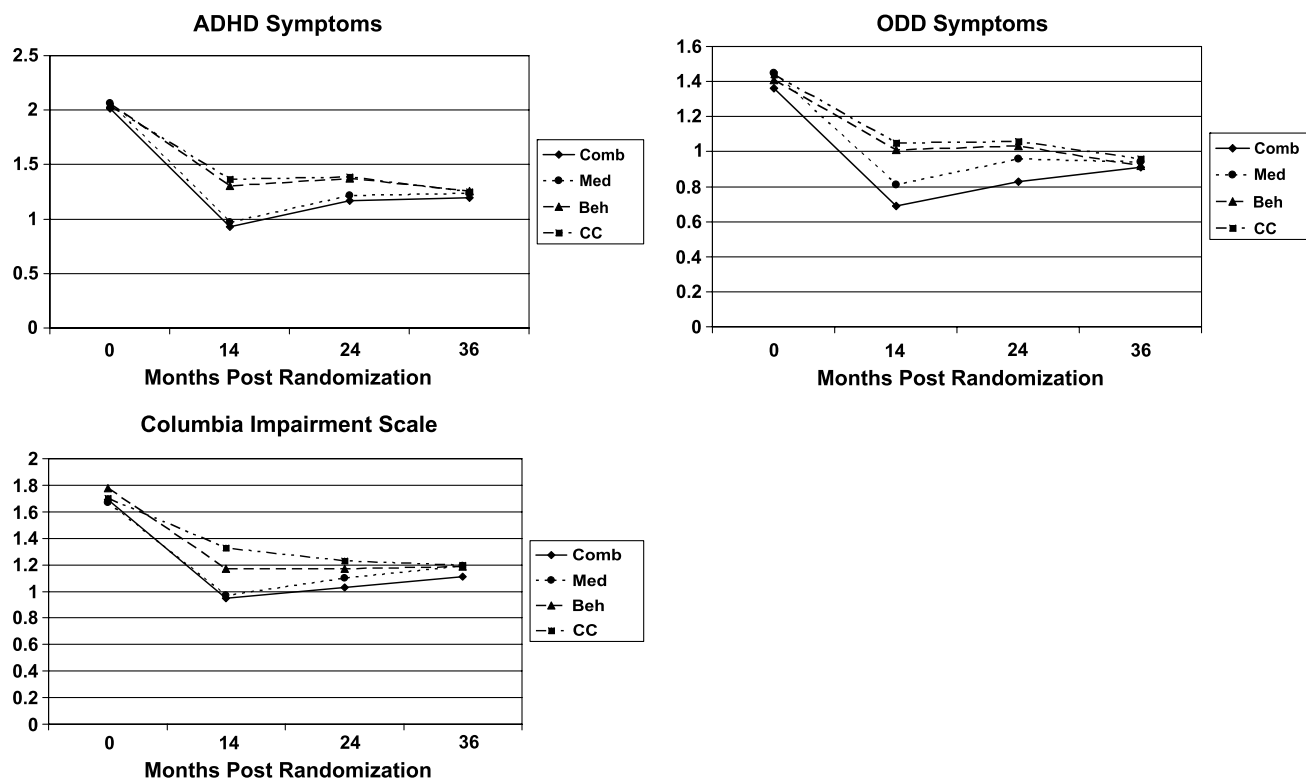 ADHD Symptoms
2.5
2
1.5
1
0.5
0
0 14 24 36
Months Post Randomization
Comb
Med
Beh
CC
ODD Symptoms
1.6
1.4
1.2
1
0.8
0.6
0.4
0.2
0
0 14 24 36
Months Post Randomization
Comb
Med
Beh
CC
Columbia Impairment Scale
2
1.8
1.6
1.4
1.2
1
0.8
0.6
0.4
0.2
0
0 14 24 36
Months Post Randomization
Comb
Med
Beh
CC